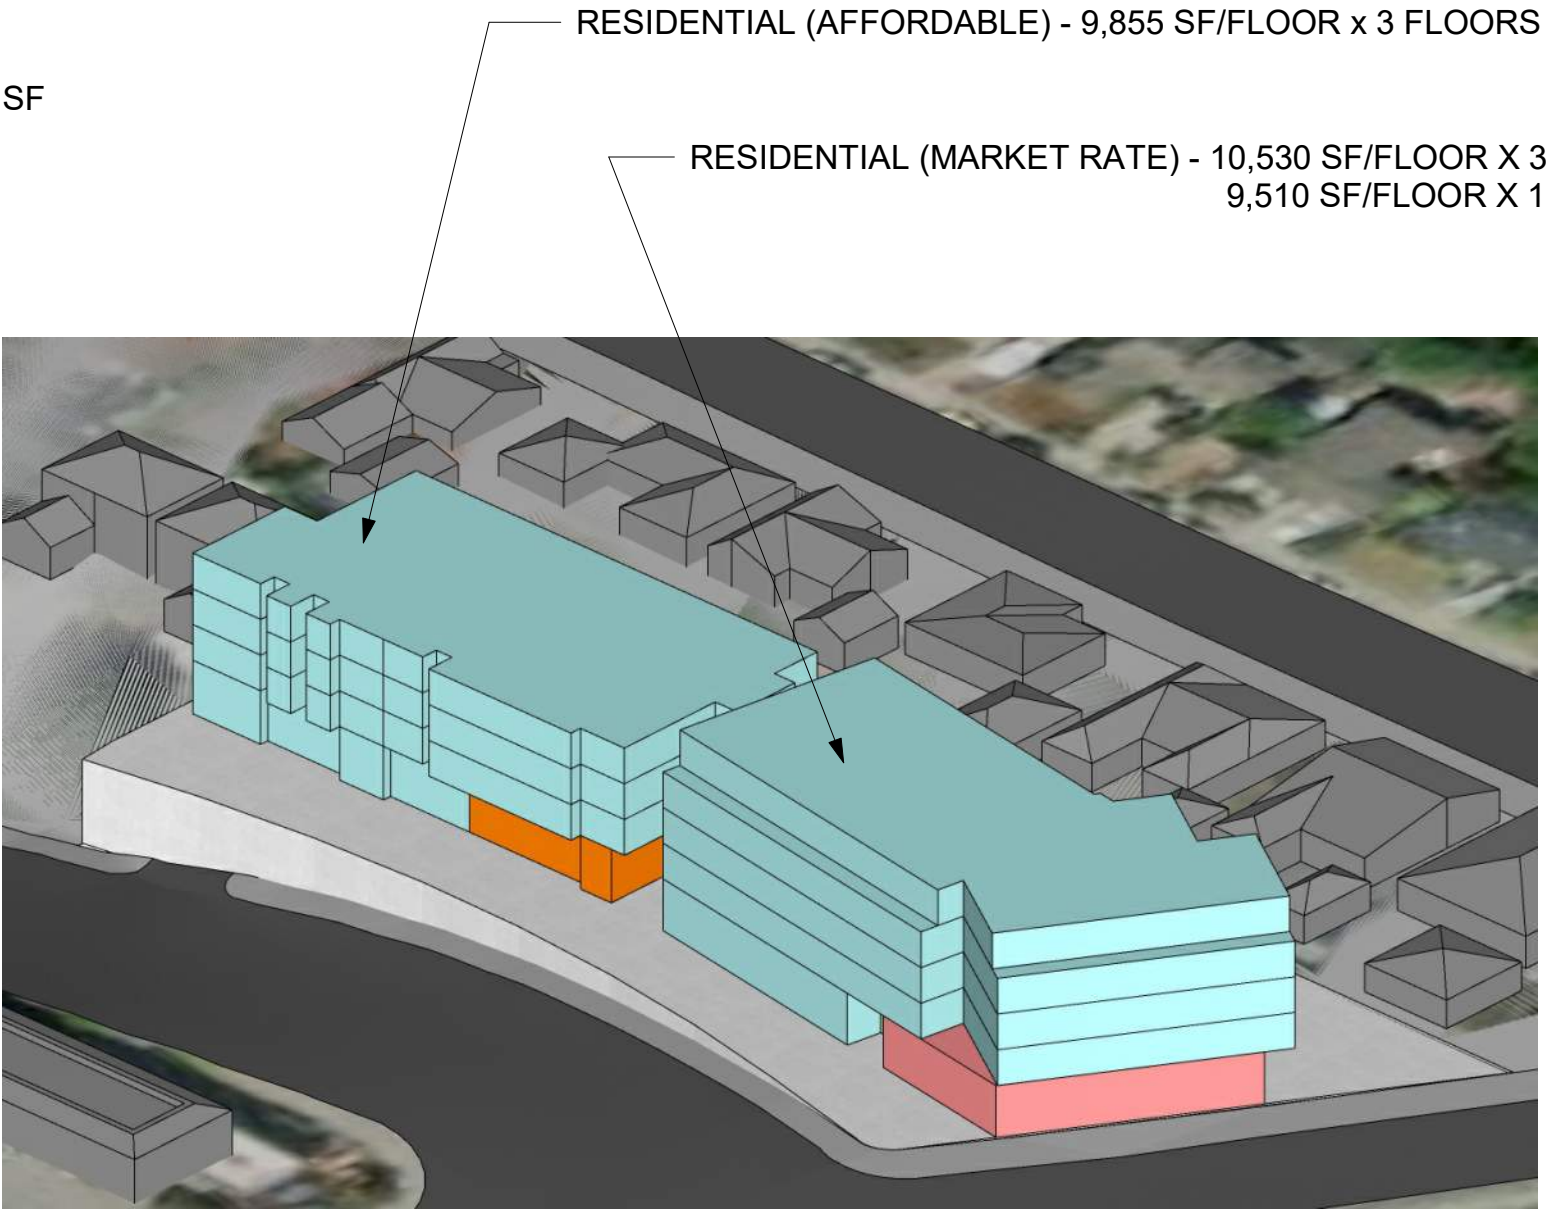 RESIDENTIAL (AFFORDABLE) - 9,855 SF/FLOOR x 3 FLOORS
SF
RESIDENTIAL (MARKET RATE) - 10,530 SF/FLOOR X 3
9,510 SF/FLOOR X 1